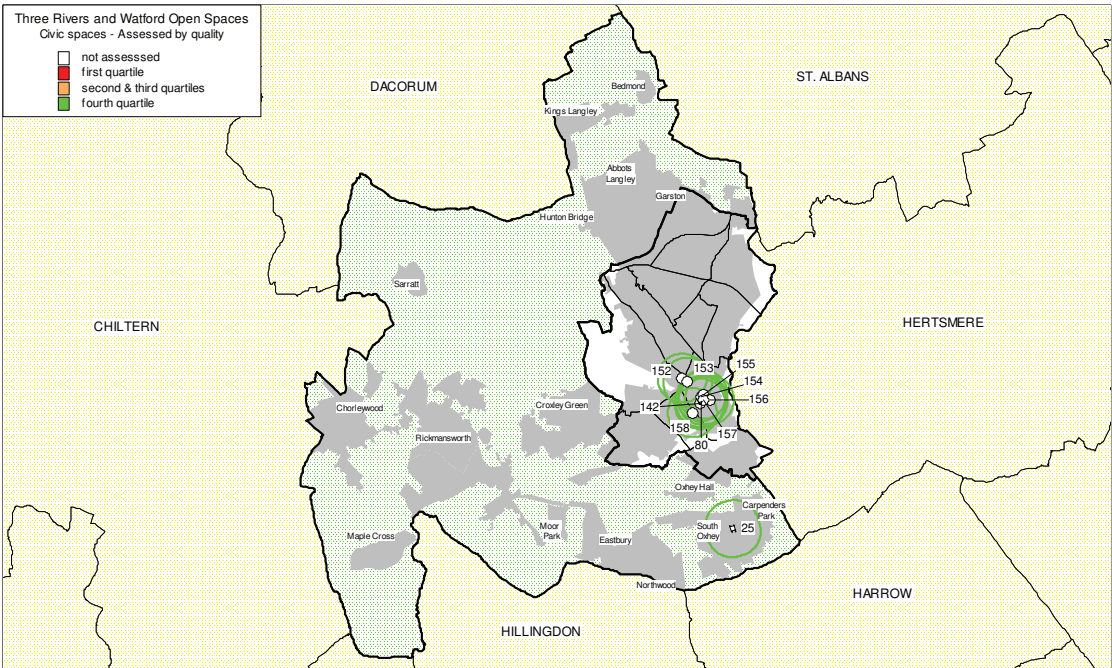 Three Rivers and Watford Open Spaces
Civic spaces - Assessed by quality
not assesssed
first quartile
second & third quartiles
fourth quartile
DACORUM
ST. ALBANS
Bedmond
Kings Langley
Abbots
Langley
Garston
Hunton Bridge
Sarratt
CHILTERN
HERTSMERE
152
153
155
154
156
142
158
157
80
Chorleywood
Croxley Green
Rickmansworth
Oxhey Hall
Carpenders
Park
Moor
Park
South
Oxhey
25
Maple Cross
Eastbury
Northwood
HARROW
HILLINGDON